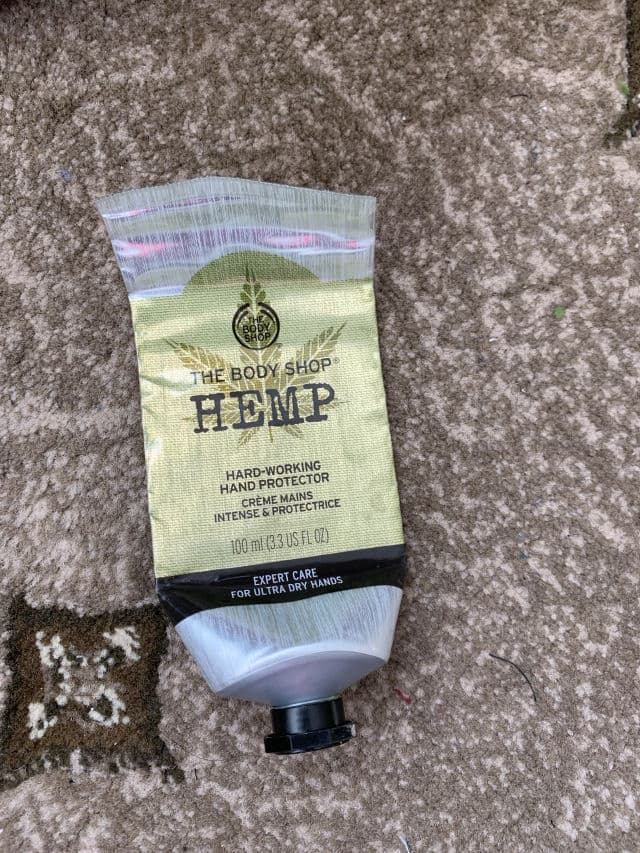 THE
BODY
SHOP
THE BODY SHOP®
HEMP
HARD-WORKING
HAND PROTECTOR
CRÈME MAINS
INTENSE & PROTECTRICE
100 ml (3.3 US FL OZ)
EXPERT CARE
FOR ULTRA DRY HANDS